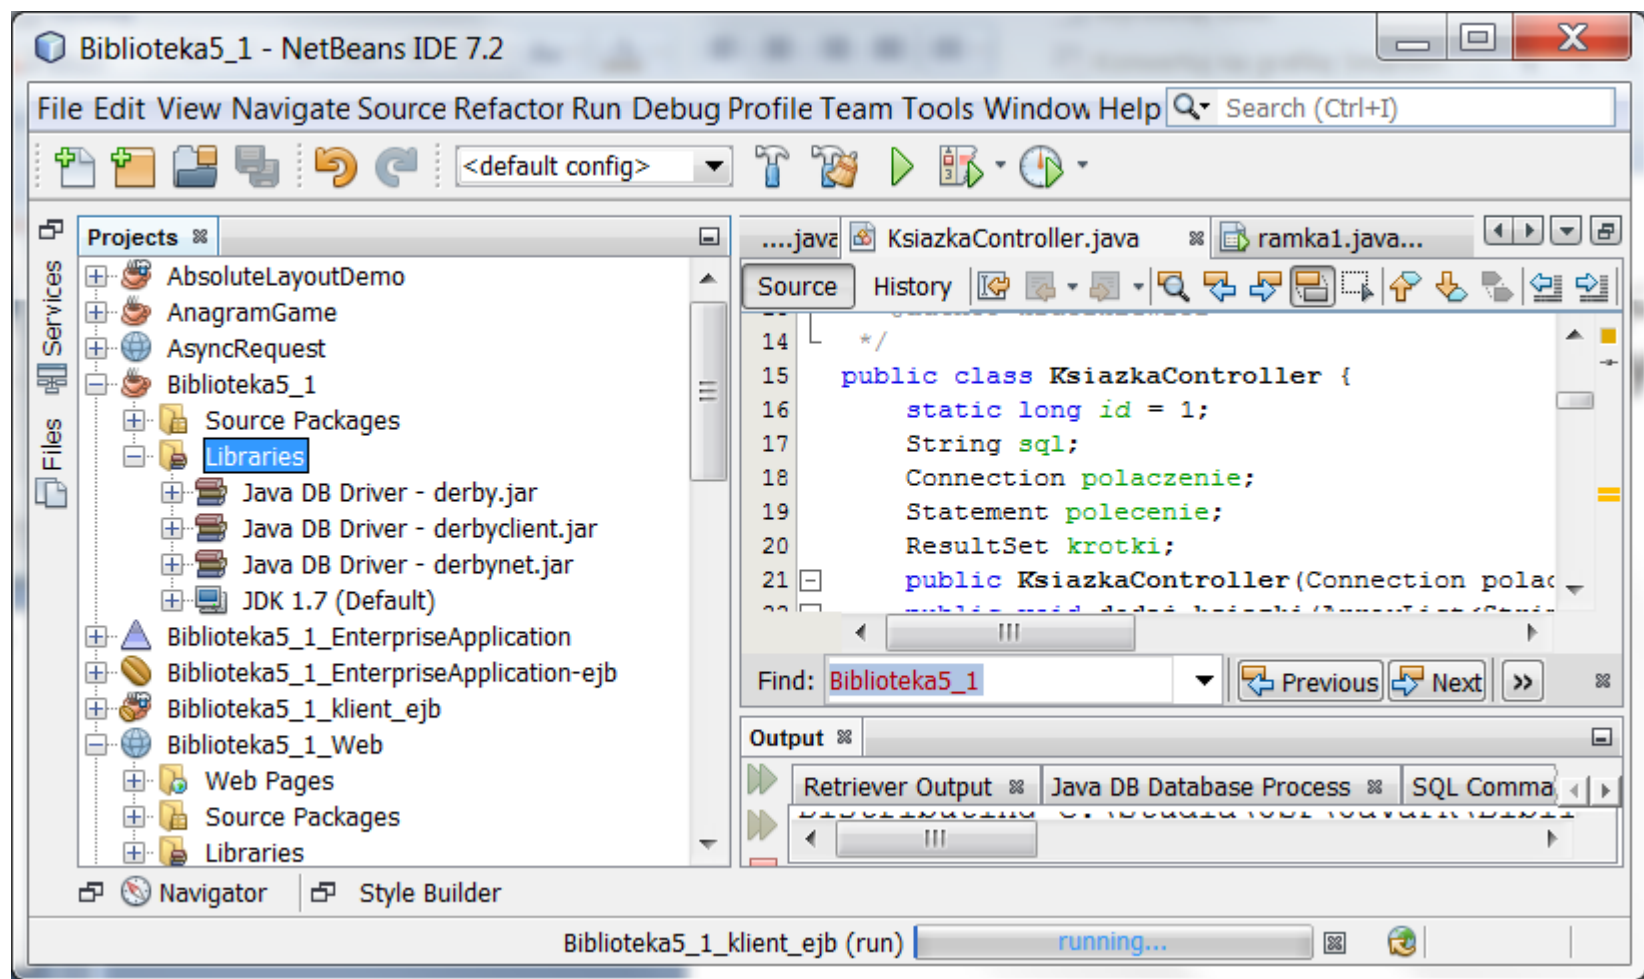 Biblioteka5_1 - NetBeans IDE 7.2
File Edit View Navigate Source Refactor Run Debug Profile Team Tools Window Help Search (Ctrl+I)
<default config>
Services
Files
Projects
AbsoluteLayoutDemo
AnagramGame
AsyncRequest
Biblioteka5_1
Source Packages
Libraries
Java DB Driver - derby.jar
Java DB Driver - derbyclient.jar
Java DB Driver - derbynet.jar
JDK 1.7 (Default)
Biblioteka5_1_EnterpriseApplication
Biblioteka5_1_EnterpriseApplication-ejb
Biblioteka5_1_klient_ejb
Biblioteka5_1_Web
Web Pages
Source Packages
Libraries
....java KsiazkaController.java ramka1.java...
Source History
14 */
15 public class KsiazkaController {
16 static long id = 1;
17 String sql;
18 Connection polaczenie;
19 Statement polecenie;
20 ResultSet krotki;
21 public KsiazkaController(Connection polac
Find: Biblioteka5_1 Previous Next >>
Output
Retriever Output Java DB Database Process SQL Comma
Navigator Style Builder
Biblioteka5_1_klient_ejb (run) running...